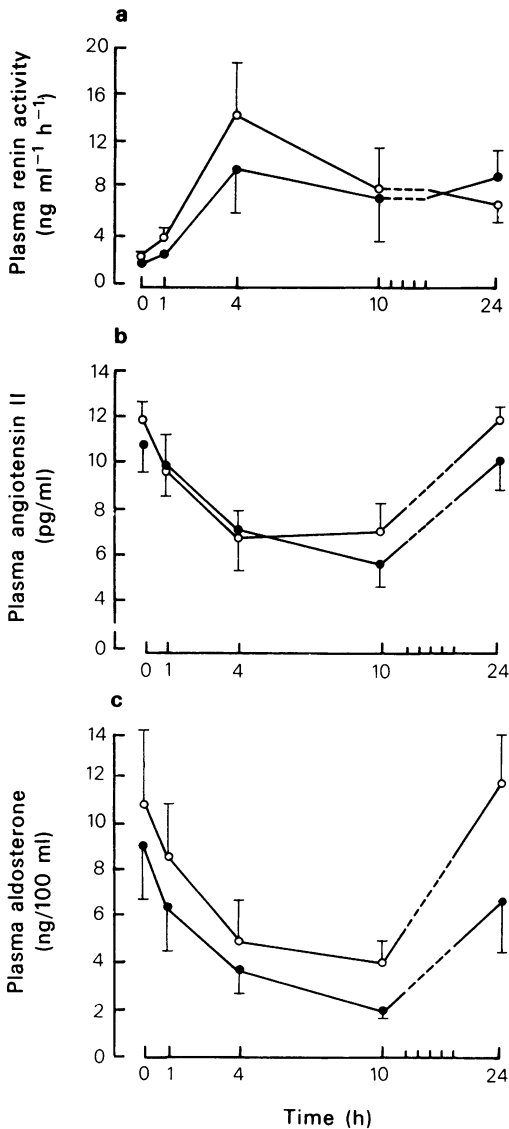 a
Plasma renin activity
(ng ml⁻¹ h⁻¹)
20
16
12
8
4
0
0 1 4 10 24
b
Plasma angiotensin II
(pg/ml)
14
12
10
8
6
4
0
0 1 4 10 24
c
Plasma aldosterone
(ng/100 ml)
14
12
10
8
6
4
2
0
0 1 4 10 24
Time (h)